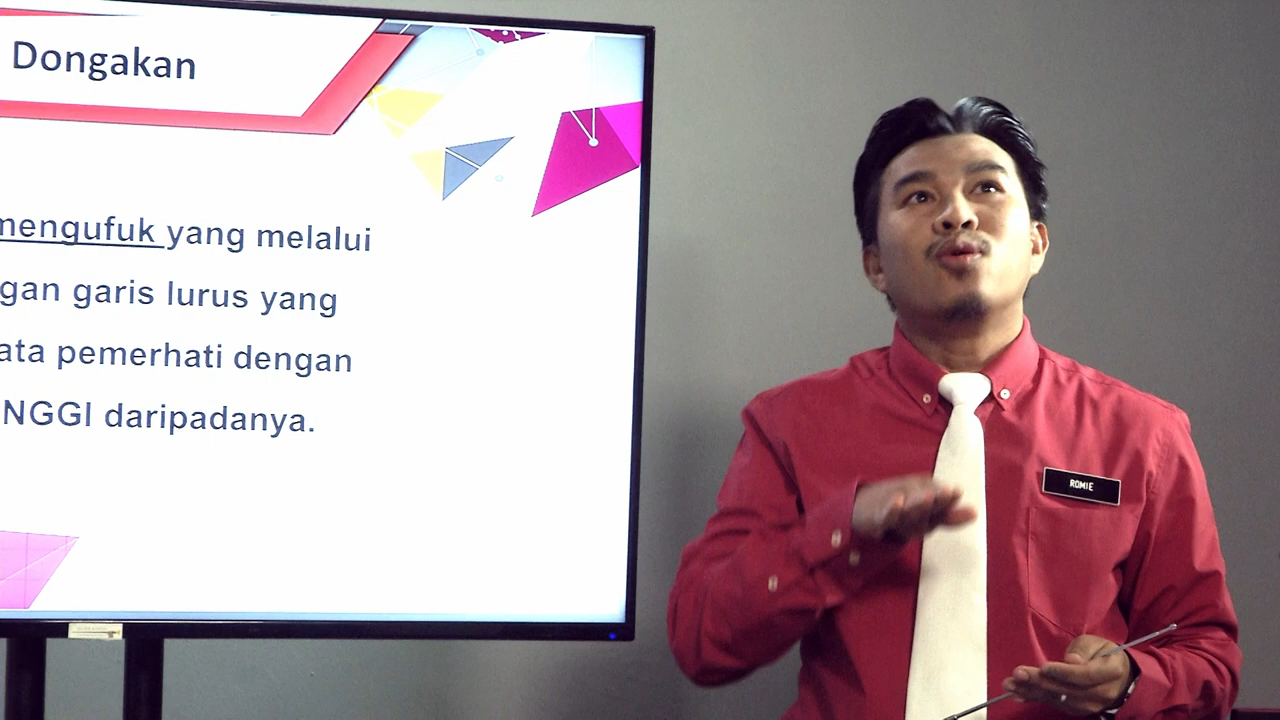 Dongakan
mengufuk yang melalui
gan garis lurus yang
ata pemerhati dengan
NGGI daripadanya.
ROMIE